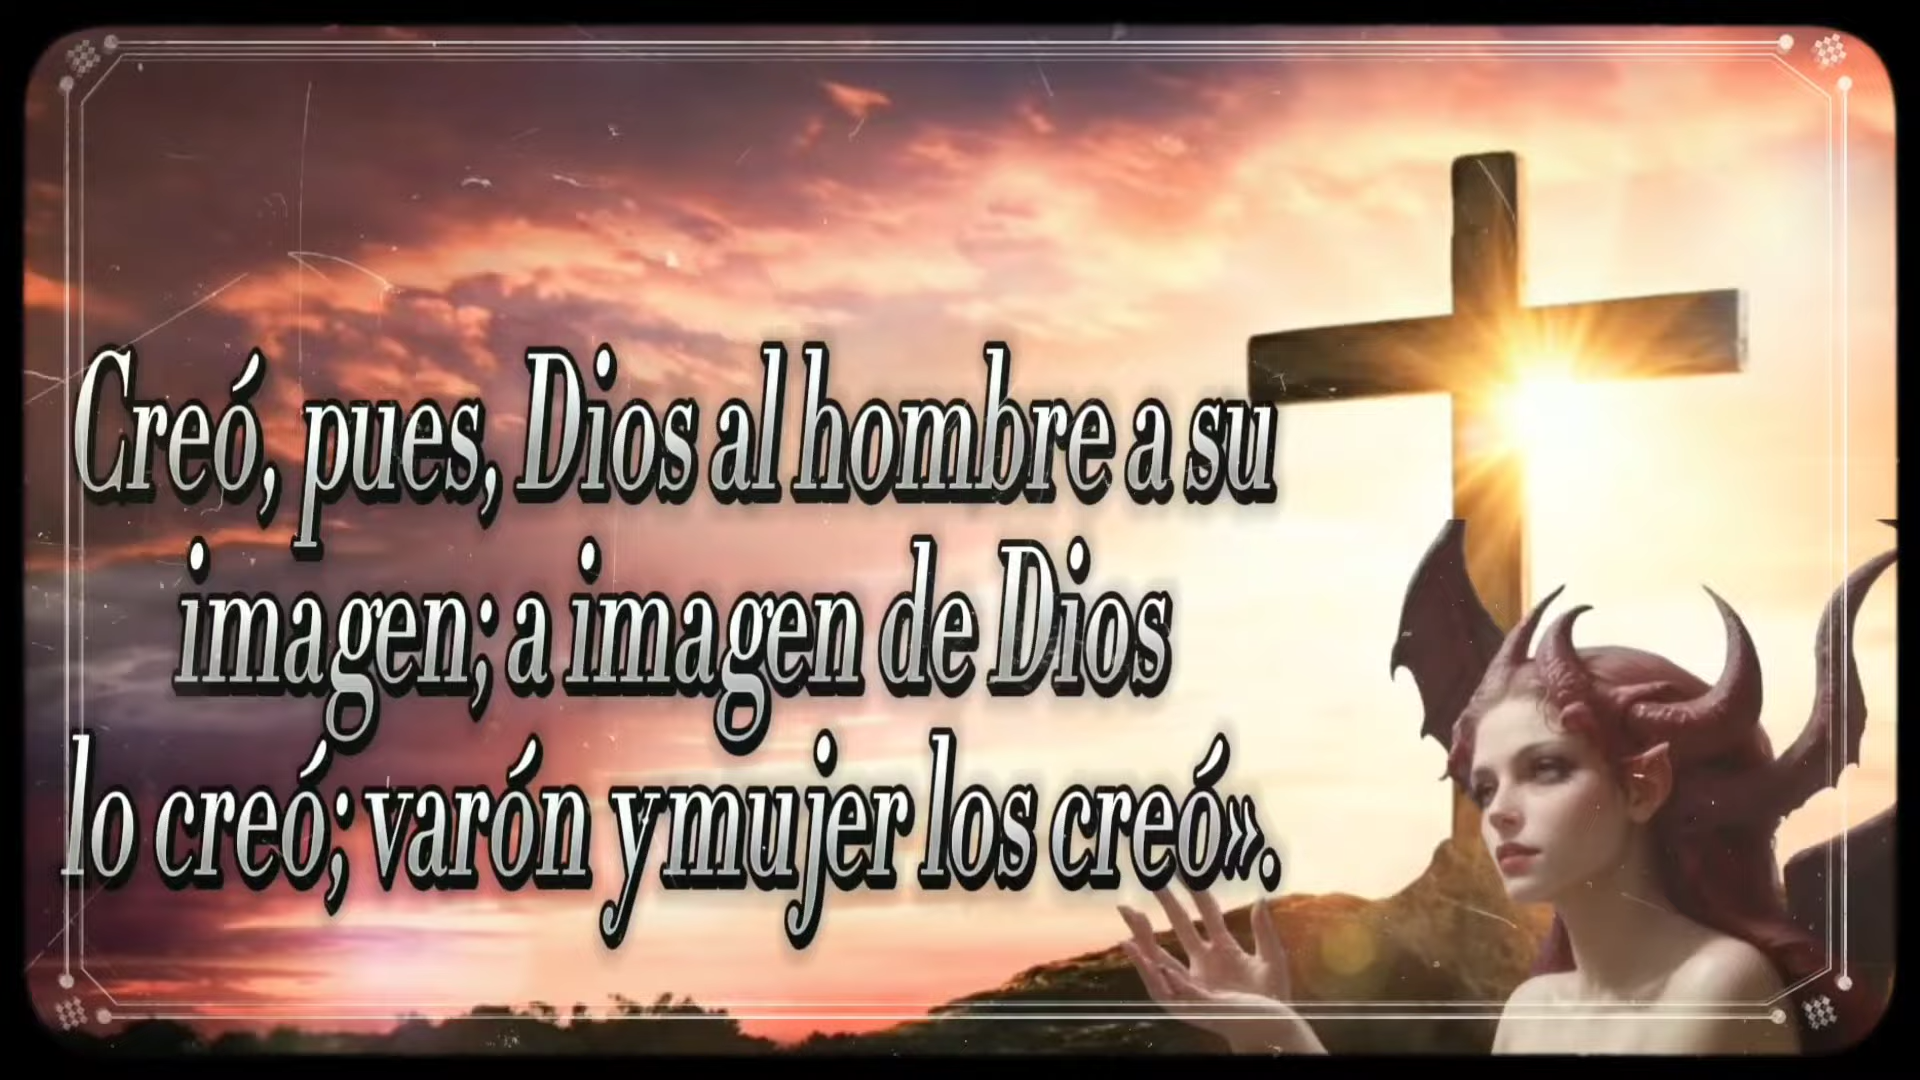 Creó, pues, Dios al hombre a su
imagen; a imagen de Dios
lo creó; varón y mujer los creó».